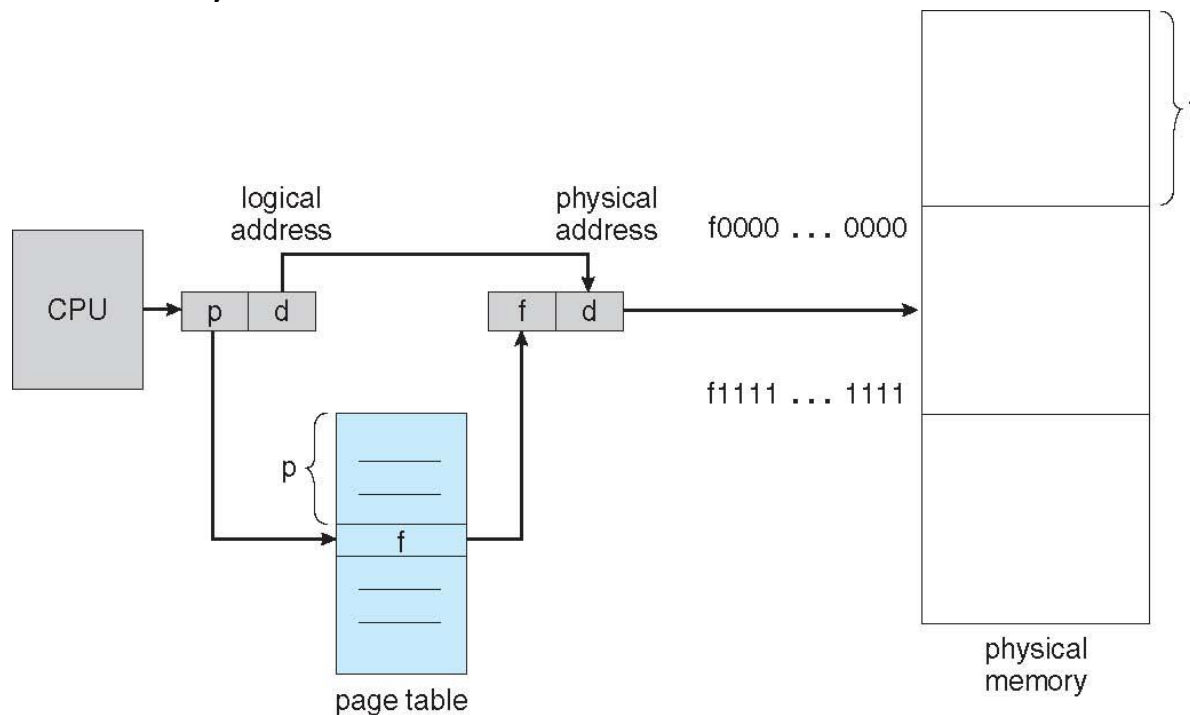 logical
address
physical
address
f0000 ... 0000
CPU
p
d
f
d
f1111 ... 1111
p
f
page table
physical
memory